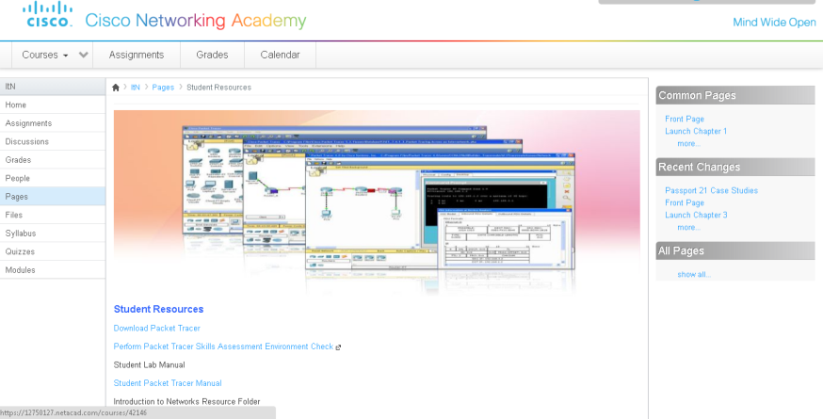 cisco. Cisco Networking Academy
Mind Wide Open
Courses Assignments Grades Calendar
ItN
Home
Assignments
Discussions
Grades
People
Pages
Files
Syllabus
Quizzes
Modules
ItN > Pages > Student Resources
Student Resources
Download Packet Tracer
Perform Packet Tracer Skills Assessment Environment Check
Student Lab Manual
Student Packet Tracer Manual
Introduction to Networks Resource Folder
Common Pages
Front Page
Launch Chapter 1
more...
Recent Changes
Passport 21 Case Studies
Front Page
Launch Chapter 3
more...
All Pages
show all...
https://12750127.netacad.com/courses/42146